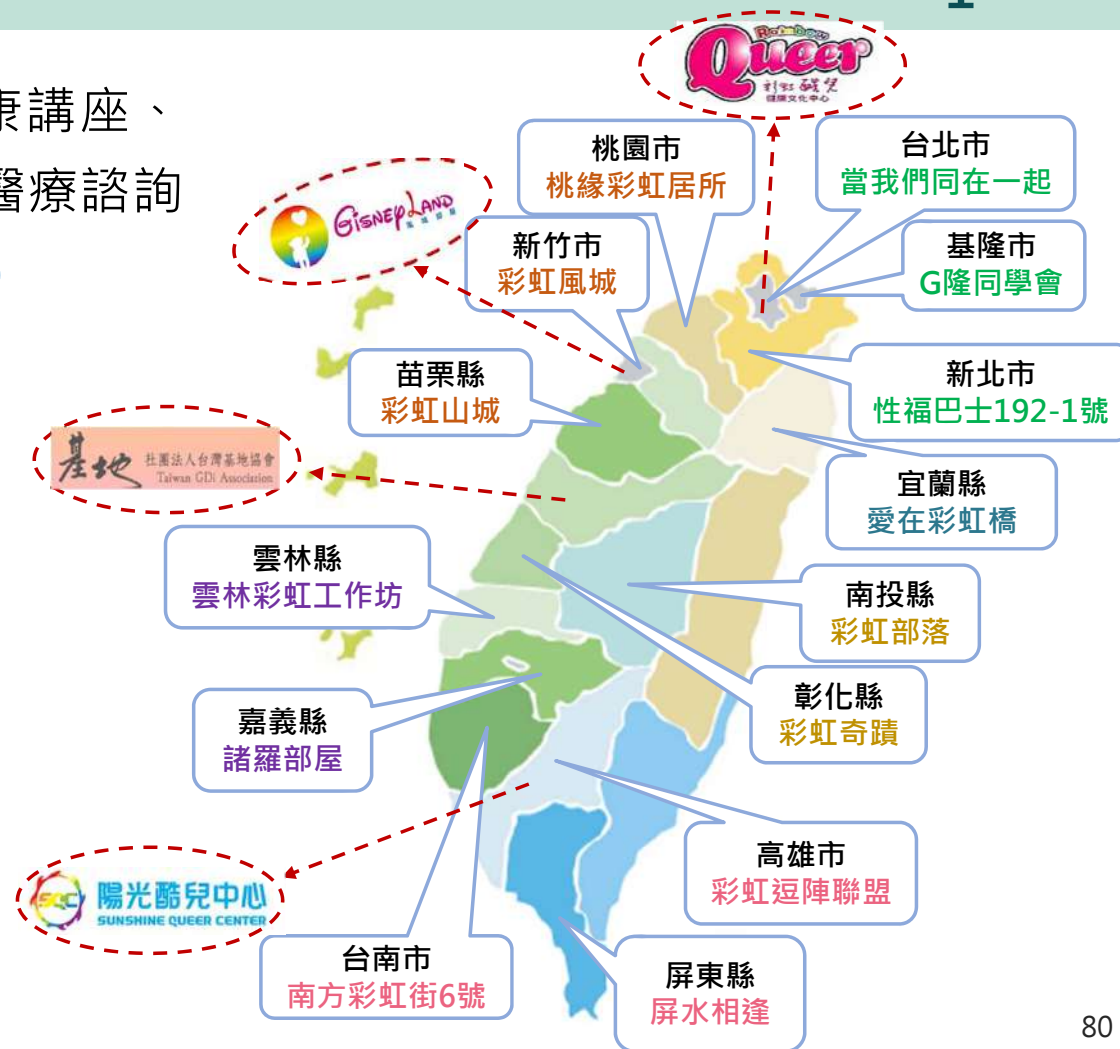 康講座、
醫療諮詢
Rainbow
Queer
彩虹酷兒
健康文化中心
桃園市
桃緣彩虹居所
台北市
當我們同在一起
GISNEYLAND
新竹市
彩虹風城
基隆市
G隆同學會
苗栗縣
彩虹山城
新北市
性福巴士192-1號
基地
社團法人台灣基地協會
Taiwan GDi Association
宜蘭縣
愛在彩虹橋
雲林縣
雲林彩虹工作坊
南投縣
彩虹部落
嘉義縣
諸羅部屋
彰化縣
彩虹奇蹟
高雄市
彩虹逗陣聯盟
SQC
陽光酷兒中心
SUNSHINE QUEER CENTER
台南市
南方彩虹街6號
屏東縣
屏水相逢
80